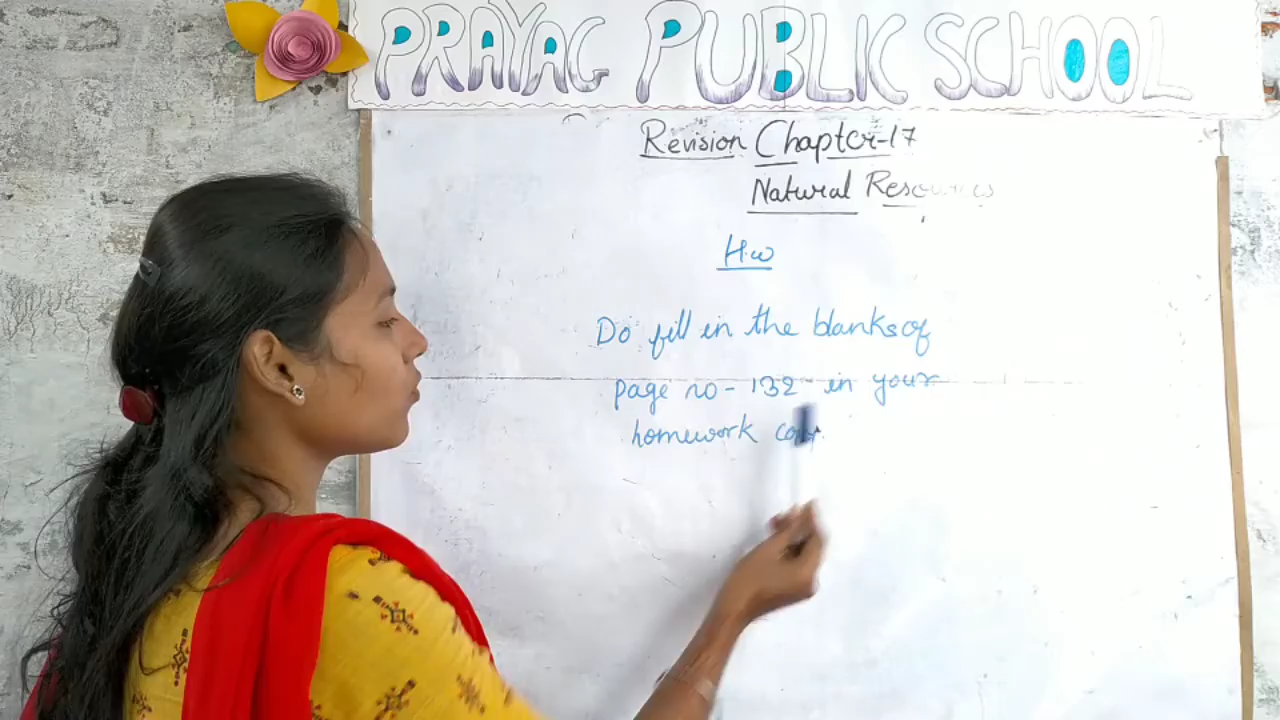 PRAYAG PUBLIC SCHOOL
Revision Chapter-17
Natural Resources
H.w
Do fill in the blanks of
page no - 132 in your
homework